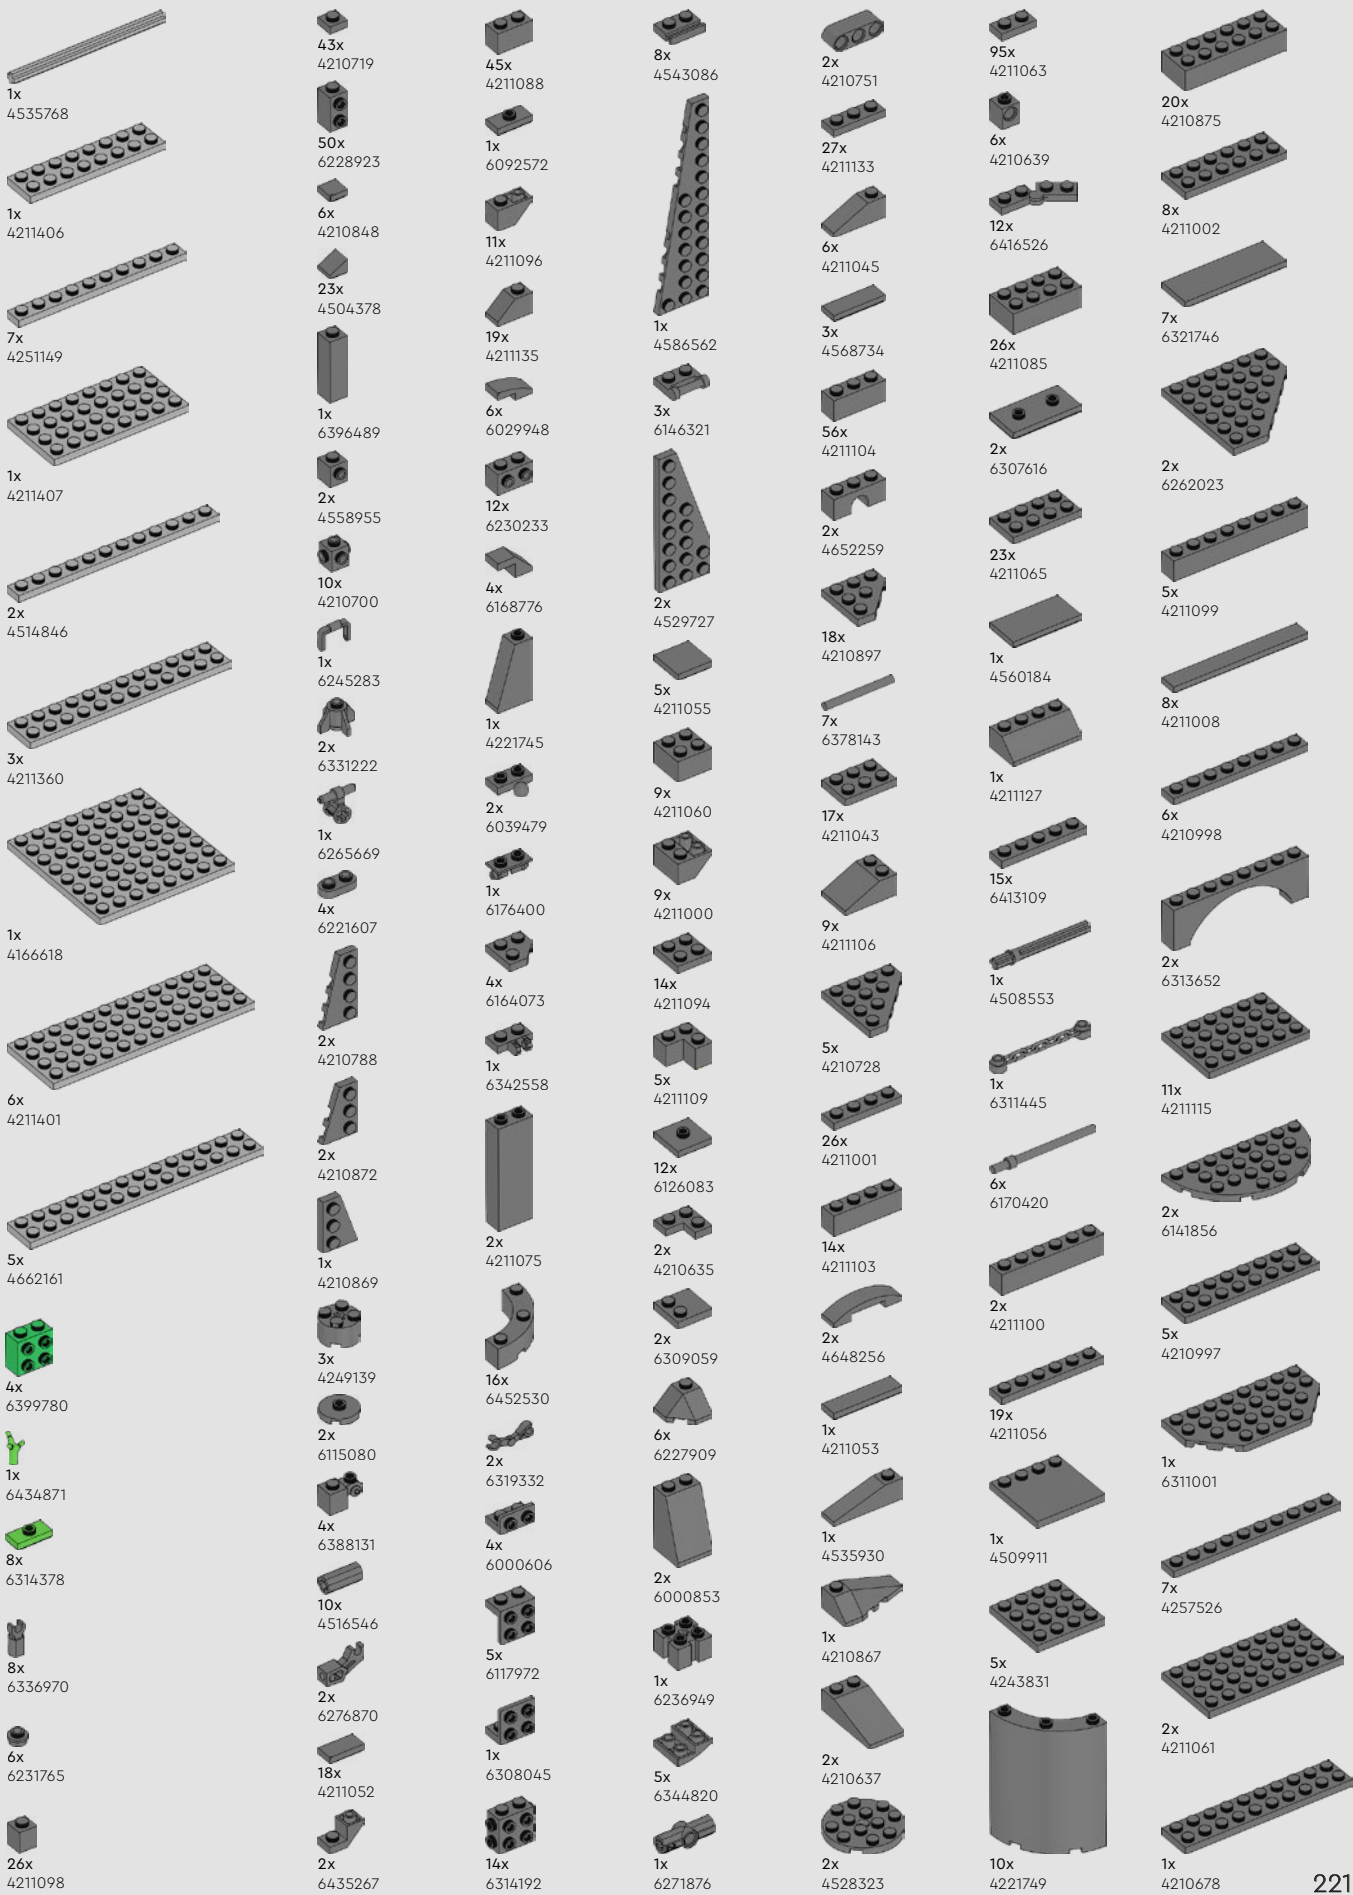 1x
4535768
1x
4211406
7x
4251149
1x
4211407
2x
4514846
3x
4211360
1x
4166618
6x
4211401
5x
4662161
4x
6399780
1x
6434871
8x
6314378
8x
6336970
6x
6231765
26x
4211098
43x
4210719
50x
6228923
6x
4210848
23x
4504378
1x
6396489
2x
4558955
10x
4210700
1x
6245283
2x
6331222
1x
6265669
4x
6221607
2x
4210788
2x
4210872
1x
4210869
3x
4249139
2x
6115080
4x
6388131
10x
4516546
2x
6276870
18x
4211052
2x
6435267
45x
4211088
1x
6092572
11x
4211096
19x
4211135
6x
6029948
12x
6230233
4x
6168776
1x
4221745
2x
6039479
1x
6176400
4x
6164073
1x
6342558
2x
4211075
16x
6452530
2x
6319332
4x
6000606
5x
6117972
1x
6308045
14x
6314192
8x
4543086
1x
4586562
3x
6146321
2x
4529727
5x
4211055
9x
4211060
9x
4211000
14x
4211094
5x
4211109
12x
6126083
2x
4210635
2x
6309059
6x
6227909
2x
6000853
1x
6236949
5x
6344820
1x
6271876
2x
4210751
27x
4211133
6x
4211045
3x
4568734
56x
4211104
2x
4652259
18x
4210897
7x
6378143
17x
4211043
9x
4211106
5x
4210728
26x
4211001
14x
4211103
2x
4648256
1x
4211053
1x
4535930
1x
4210867
2x
4210637
2x
4528323
95x
4211063
6x
4210639
12x
6416526
26x
4211085
2x
6307616
23x
4211065
1x
4560184
1x
4211127
15x
6413109
1x
4508553
1x
6311445
6x
6170420
2x
4211100
19x
4211056
1x
4509911
5x
4243831
10x
4221749
20x
4210875
8x
4211002
7x
6321746
2x
6262023
5x
4211099
8x
4211008
6x
4210998
2x
6313652
11x
4211115
2x
6141856
5x
4210997
1x
6311001
7x
4257526
2x
4211061
1x
4210678
221